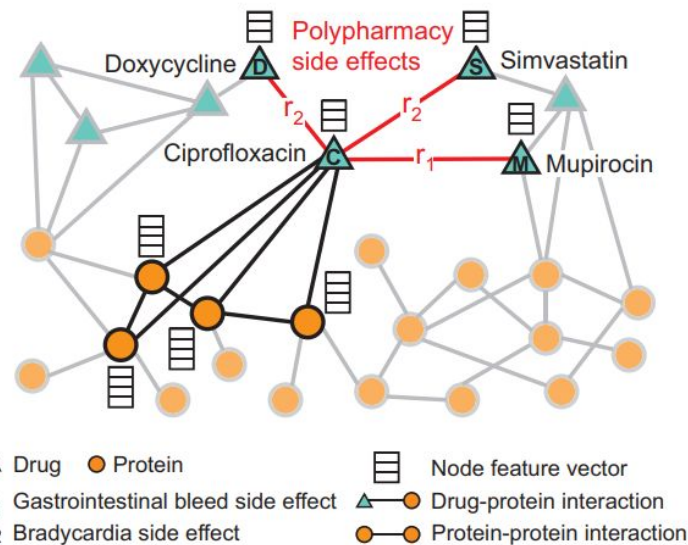 Polypharmacy
side effects
Doxycycline
D
S
Simvastatin
r2
r2
Ciprofloxacin
C
r1
M
Mupirocin
Drug
Protein
Node feature vector
Gastrointestinal bleed side effect
Drug-protein interaction
Bradycardia side effect
Protein-protein interaction